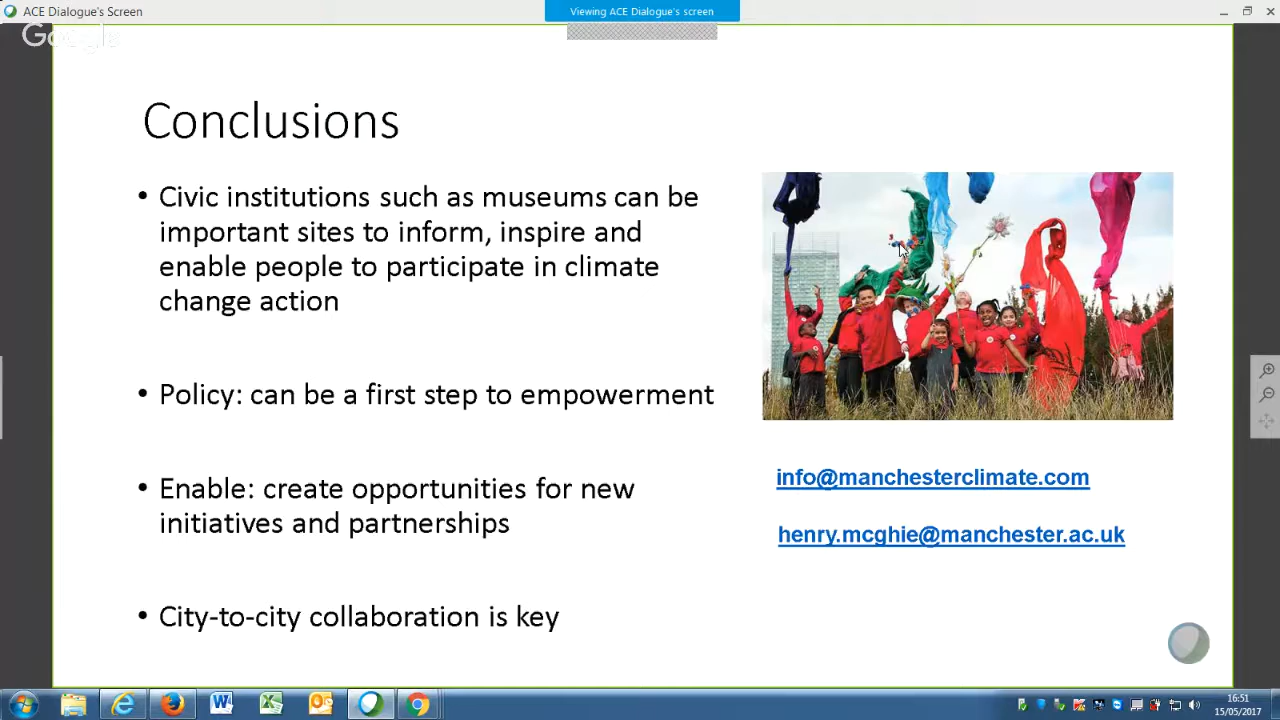 ACE Dialogue's Screen
Viewing ACE Dialogue's screen
Google
Conclusions
• Civic institutions such as museums can be
important sites to inform, inspire and
enable people to participate in climate
change action
• Policy: can be a first step to empowerment
• Enable: create opportunities for new
initiatives and partnerships
• City-to-city collaboration is key
info@manchesterclimate.com
henry.mcghie@manchester.ac.uk
16:51
15/05/2017